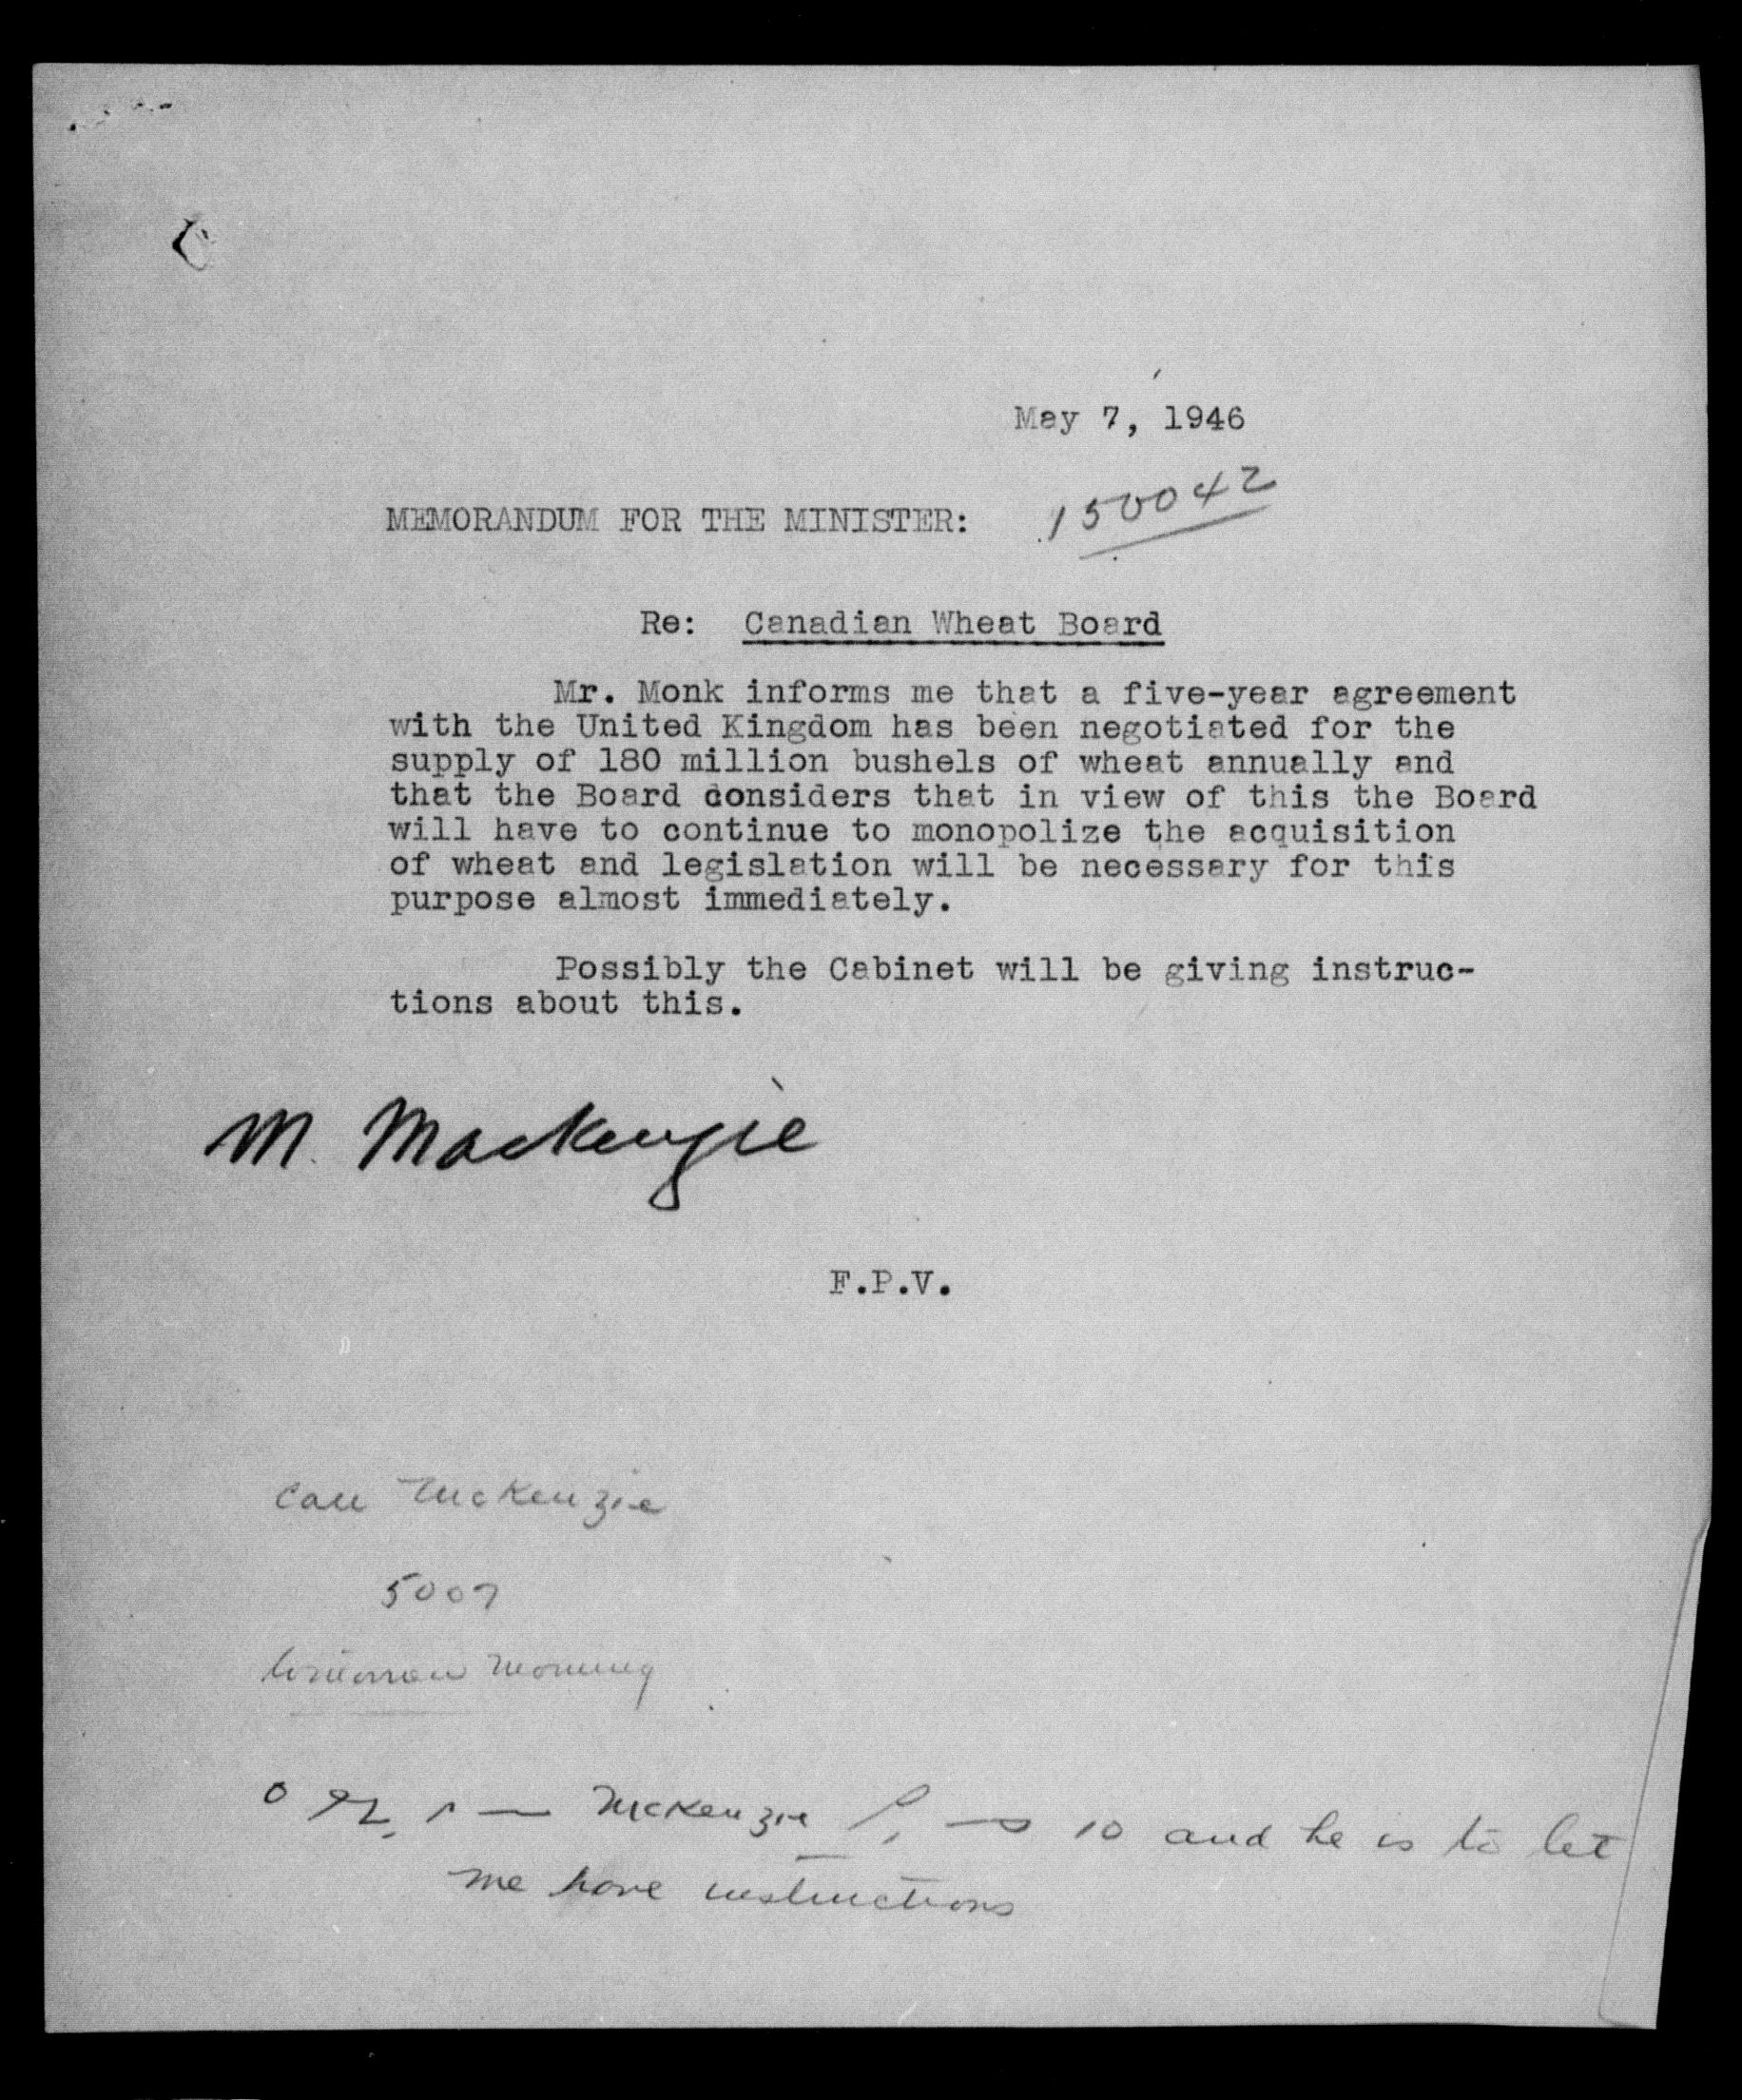 May 7, 1946
MEMORANDUM FOR THE MINISTER:
150042
Re: Canadian Wheat Board
Mr. Monk informs me that a five-year agreement
with the United Kingdom has been negotiated for the
supply of 180 million bushels of wheat annually and
that the Board considers that in view of this the Board
will have to continue to monopolize the acquisition
of wheat and legislation will be necessary for this
purpose almost immediately.
Possibly the Cabinet will be giving instruc-
tions about this.
M. Mackenzie
F.P.V.
Call McKenzie
5007
tomorrow morning
McKenzie 10 and he is to let
me have instructions